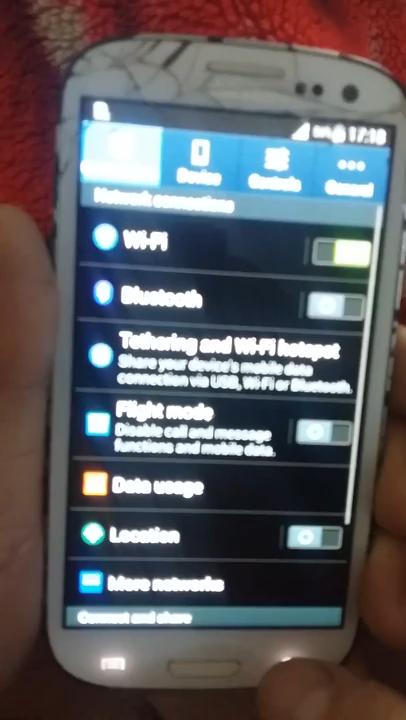 17:18
Device
Controls
General
Network connections
Wi-Fi
Bluetooth
Tethering and Wi-Fi hotspot
Share your device's mobile data
connection via USB, Wi-Fi or Bluetooth.
Flight mode
Disable call and message
functions and mobile data.
Data usage
Location
More networks
Connect and share